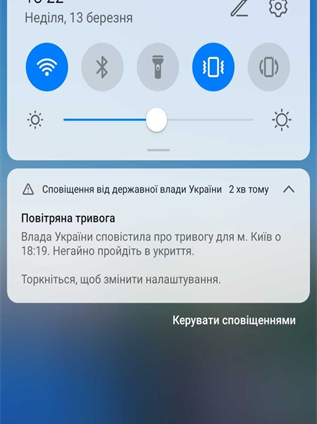 Неділя, 13 березня
Сповіщення від державної влади України 2 хв тому
Повітряна тривога
Влада України сповістила про тривогу для м. Київ о
18:19. Негайно пройдіть в укриття.
Торкніться, щоб змінити налаштування.
Керувати сповіщеннями